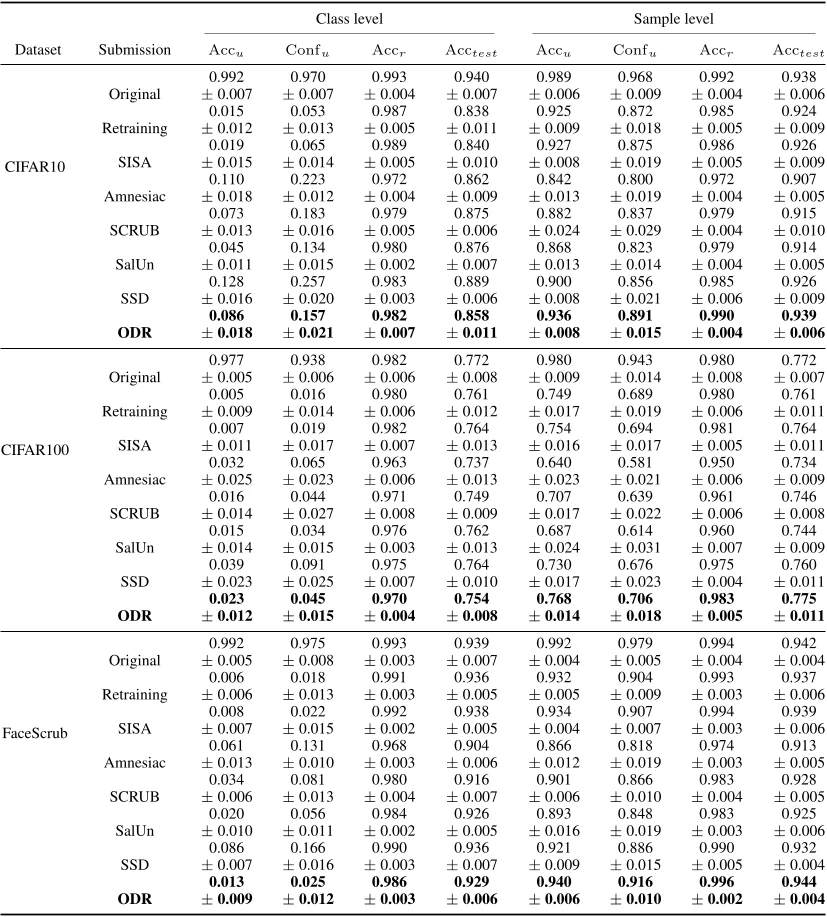 Class level Sample level
Dataset Submission Acc_u Conf_u Acc_r Acc_test Acc_u Conf_u Acc_r Acc_test
0.992 0.970 0.993 0.940 0.989 0.968 0.992 0.938
Original ± 0.007 ± 0.007 ± 0.004 ± 0.007 ± 0.006 ± 0.009 ± 0.004 ± 0.006
0.015 0.053 0.987 0.838 0.925 0.872 0.985 0.924
Retraining ± 0.012 ± 0.013 ± 0.005 ± 0.011 ± 0.009 ± 0.018 ± 0.005 ± 0.009
0.019 0.065 0.989 0.840 0.927 0.875 0.986 0.926
CIFAR10 SISA ± 0.015 ± 0.014 ± 0.005 ± 0.010 ± 0.008 ± 0.019 ± 0.005 ± 0.009
0.110 0.223 0.972 0.862 0.842 0.800 0.972 0.907
Amnesiac ± 0.018 ± 0.012 ± 0.004 ± 0.009 ± 0.013 ± 0.019 ± 0.004 ± 0.005
0.073 0.183 0.979 0.875 0.882 0.837 0.979 0.915
SCRUB ± 0.013 ± 0.016 ± 0.005 ± 0.006 ± 0.024 ± 0.029 ± 0.004 ± 0.010
0.045 0.134 0.980 0.876 0.868 0.823 0.979 0.914
SalUn ± 0.011 ± 0.015 ± 0.002 ± 0.007 ± 0.013 ± 0.014 ± 0.004 ± 0.005
0.128 0.257 0.983 0.889 0.900 0.856 0.985 0.926
SSD ± 0.016 ± 0.020 ± 0.003 ± 0.006 ± 0.008 ± 0.021 ± 0.006 ± 0.009
0.086 0.157 0.982 0.858 0.936 0.891 0.990 0.939
ODR ± 0.018 ± 0.021 ± 0.007 ± 0.011 ± 0.008 ± 0.015 ± 0.004 ± 0.006
0.977 0.938 0.982 0.772 0.980 0.943 0.980 0.772
Original ± 0.005 ± 0.006 ± 0.006 ± 0.008 ± 0.009 ± 0.014 ± 0.008 ± 0.007
0.005 0.016 0.980 0.761 0.749 0.689 0.980 0.761
Retraining ± 0.009 ± 0.014 ± 0.006 ± 0.012 ± 0.017 ± 0.019 ± 0.006 ± 0.011
0.007 0.019 0.982 0.764 0.754 0.694 0.981 0.764
CIFAR100 SISA ± 0.011 ± 0.017 ± 0.007 ± 0.013 ± 0.016 ± 0.017 ± 0.005 ± 0.011
0.032 0.065 0.963 0.737 0.640 0.581 0.950 0.734
Amnesiac ± 0.025 ± 0.023 ± 0.006 ± 0.013 ± 0.023 ± 0.021 ± 0.006 ± 0.009
0.016 0.044 0.971 0.749 0.707 0.639 0.961 0.746
SCRUB ± 0.014 ± 0.027 ± 0.008 ± 0.009 ± 0.017 ± 0.022 ± 0.006 ± 0.008
0.015 0.034 0.976 0.762 0.687 0.614 0.960 0.744
SalUn ± 0.014 ± 0.015 ± 0.003 ± 0.013 ± 0.024 ± 0.031 ± 0.007 ± 0.009
0.039 0.091 0.975 0.764 0.730 0.676 0.975 0.760
SSD ± 0.023 ± 0.025 ± 0.007 ± 0.010 ± 0.017 ± 0.023 ± 0.004 ± 0.011
0.023 0.045 0.970 0.754 0.768 0.706 0.983 0.775
ODR ± 0.012 ± 0.015 ± 0.004 ± 0.008 ± 0.014 ± 0.018 ± 0.005 ± 0.011
0.992 0.975 0.993 0.939 0.992 0.979 0.994 0.942
Original ± 0.005 ± 0.008 ± 0.003 ± 0.007 ± 0.004 ± 0.005 ± 0.004 ± 0.004
0.006 0.018 0.991 0.936 0.932 0.904 0.993 0.937
Retraining ± 0.006 ± 0.013 ± 0.003 ± 0.005 ± 0.005 ± 0.009 ± 0.003 ± 0.006
0.008 0.022 0.992 0.938 0.934 0.907 0.994 0.939
FaceScrub SISA ± 0.007 ± 0.015 ± 0.002 ± 0.005 ± 0.004 ± 0.007 ± 0.003 ± 0.006
0.061 0.131 0.968 0.904 0.866 0.818 0.974 0.913
Amnesiac ± 0.013 ± 0.010 ± 0.003 ± 0.006 ± 0.012 ± 0.019 ± 0.003 ± 0.005
0.034 0.081 0.980 0.916 0.901 0.866 0.983 0.928
SCRUB ± 0.006 ± 0.013 ± 0.004 ± 0.007 ± 0.006 ± 0.010 ± 0.004 ± 0.005
0.020 0.056 0.984 0.926 0.893 0.848 0.983 0.925
SalUn ± 0.010 ± 0.011 ± 0.002 ± 0.005 ± 0.016 ± 0.019 ± 0.003 ± 0.006
0.086 0.166 0.990 0.936 0.921 0.886 0.990 0.932
SSD ± 0.007 ± 0.016 ± 0.003 ± 0.007 ± 0.009 ± 0.015 ± 0.005 ± 0.004
0.013 0.025 0.986 0.929 0.940 0.916 0.996 0.944
ODR ± 0.009 ± 0.012 ± 0.003 ± 0.006 ± 0.006 ± 0.010 ± 0.002 ± 0.004